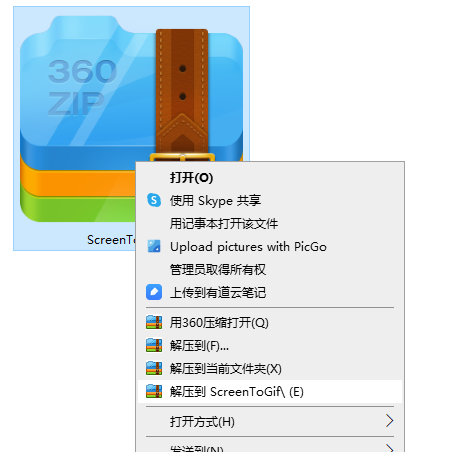 360
ZIP
ScreenTo
打开(O)
使用 Skype 共享
用记事本打开该文件
Upload pictures with PicGo
管理员取得所有权
上传到有道云笔记
用360压缩打开(Q)
解压到(F)...
解压到当前文件夹(X)
解压到 ScreenToGif\ (E)
打开方式(H)
发送到(N)